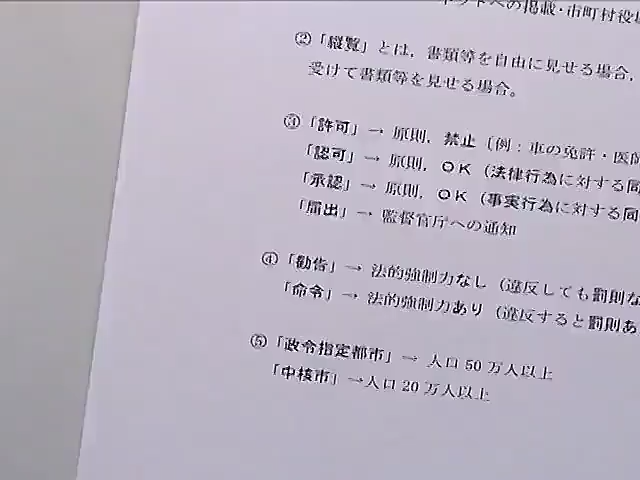 ットへの掲載・市町村役場
②「縦覧」とは，書類等を自由に見せる場合，
受けて書類等を見せる場合。
③「許可」→ 原則，禁止〔例：車の免許・医師
「認可」→ 原則，OK（法律行為に対する同
「承認」→ 原則，OK（事実行為に対する同
「届出」→ 監督官庁への通知
④「勧告」→ 法的強制力なし（違反しても罰則な
「命令」→ 法的強制力あり（違反すると罰則あ
⑤「政令指定都市」→ 人口 50 万人以上
「中核市」→人口 20 万人以上